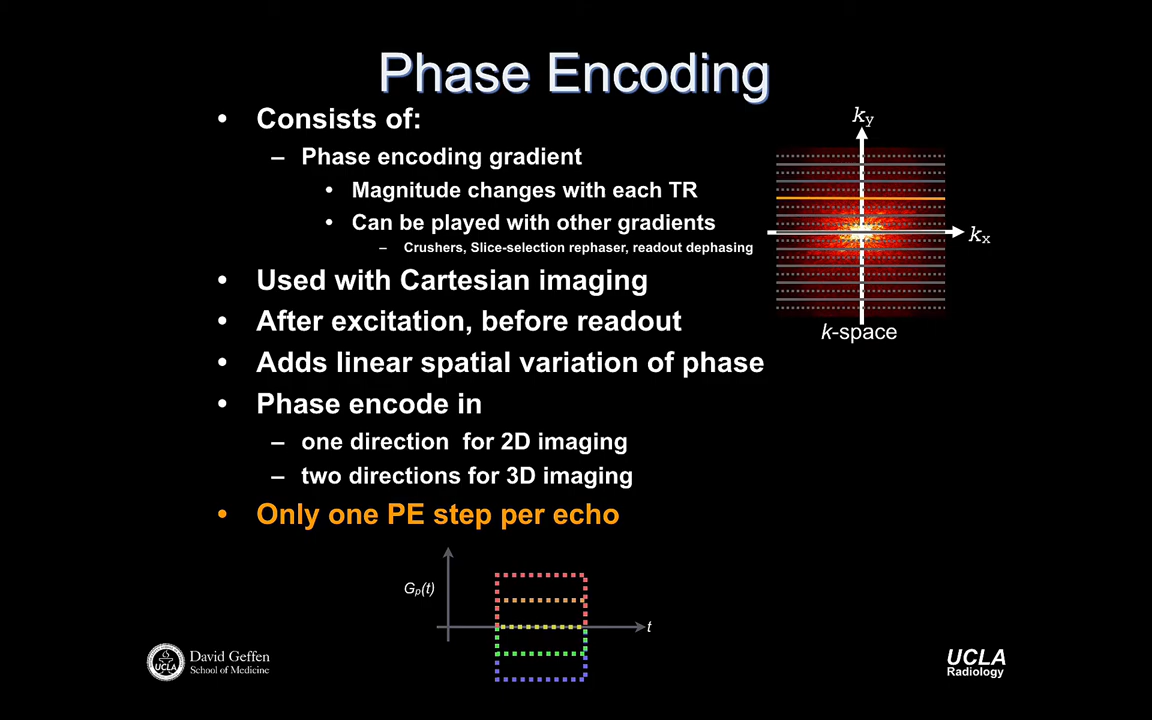 Phase Encoding
• Consists of:
– Phase encoding gradient
• Magnitude changes with each TR
• Can be played with other gradients
– Crushers, Slice-selection rephaser, readout dephasing
• Used with Cartesian imaging
• After excitation, before readout
• Adds linear spatial variation of phase
• Phase encode in
– one direction for 2D imaging
– two directions for 3D imaging
• Only one PE step per echo
ky
kx
k-space
Gp(t)
t
UCLA
David Geffen
School of Medicine
UCLA
Radiology